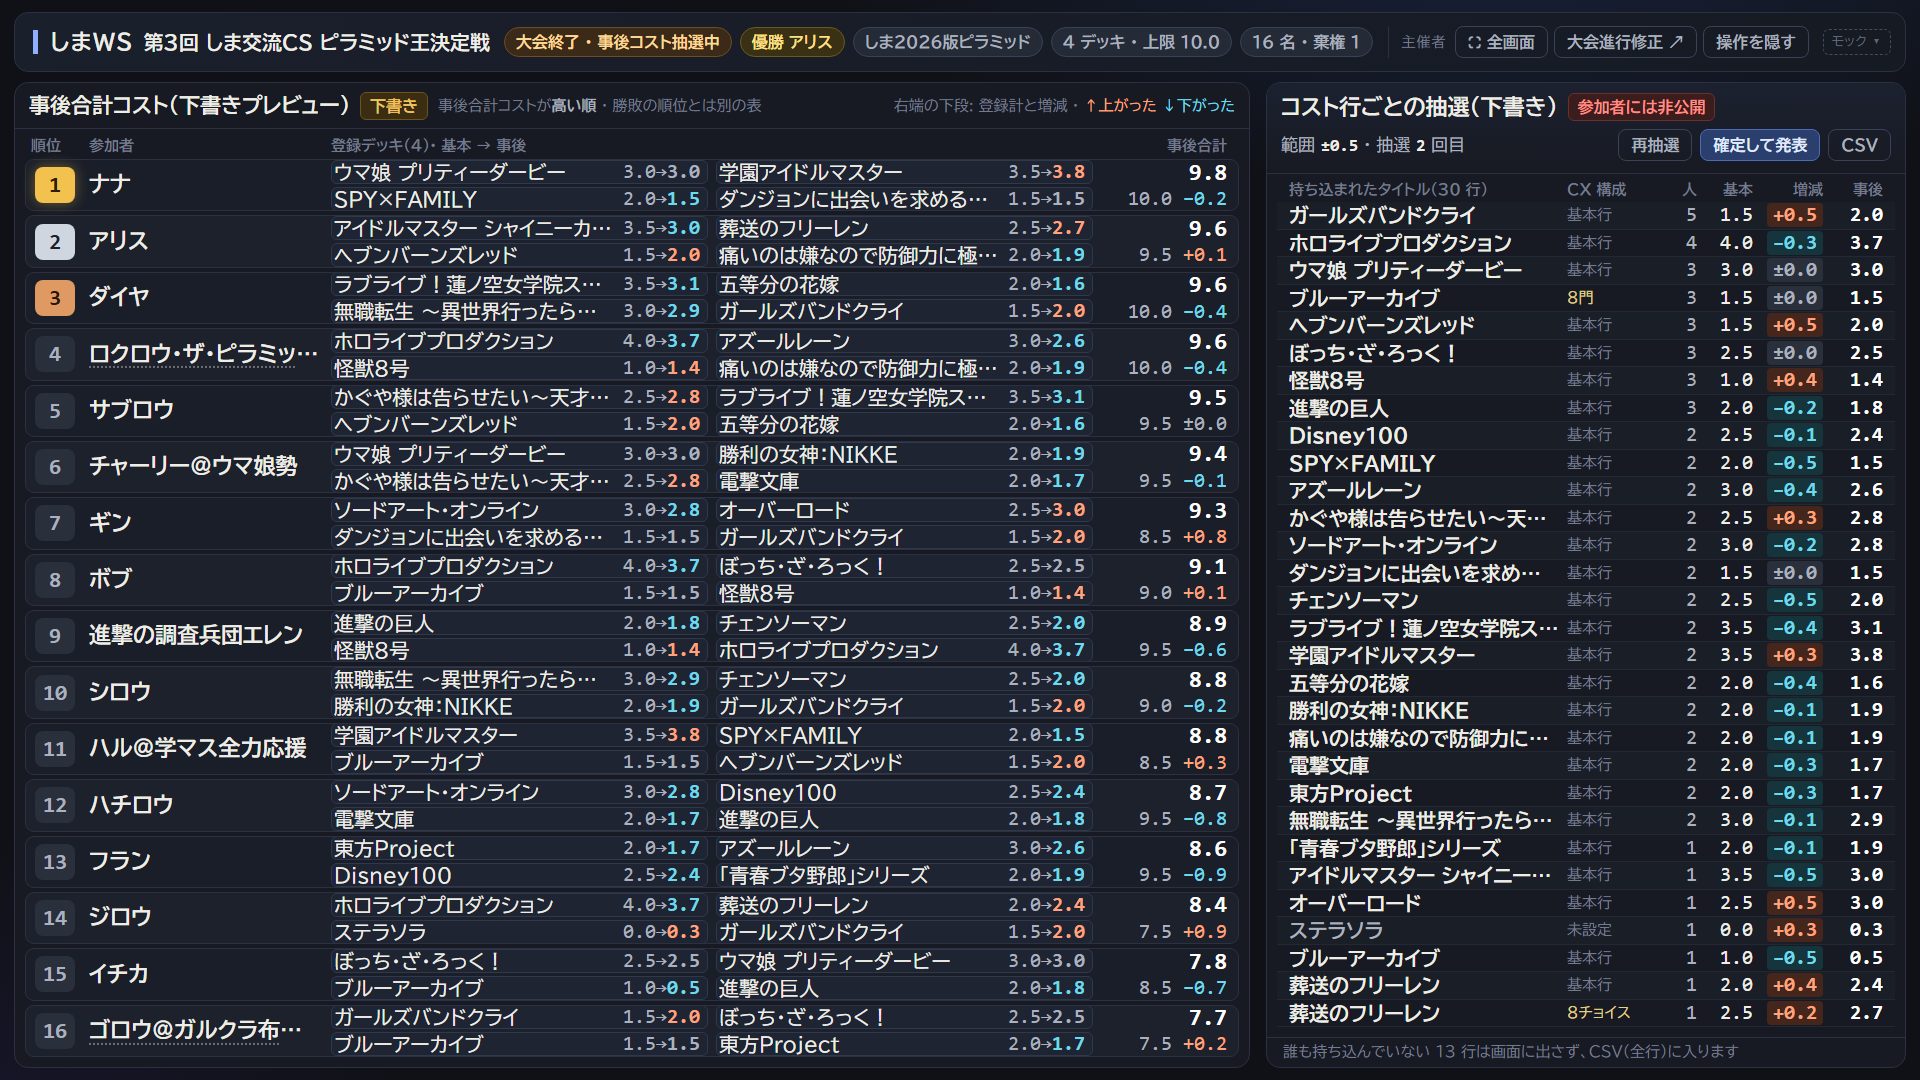 しまWS 第3回 しま交流CS ピラミッド王決定戦 大会終了・事後コスト抽選中 優勝 アリス しま2026版ピラミッド 4 デッキ・上限 10.0 16 名・棄権 1 主催者 全画面 大会進行修正 ↗ 操作を隠す モック ▾
事後合計コスト(下書きプレビュー) 下書き 事後合計コストが高い順・勝敗の順位とは別の表 右端の下段: 登録計と増減・↑上がった ↓下がった
順位 参加者 登録デッキ(4)・基本 → 事後 事後合計
1 ナナ ウマ娘 プリティーダービー 3.0→3.0 学園アイドルマスター 3.5→3.8 9.8
SPY×FAMILY 2.0→1.5 ダンジョンに出会いを求める… 1.5→1.5 10.0 -0.2
2 アリス アイドルマスター シャイニーカ… 3.5→3.0 葬送のフリーレン 2.5→2.7 9.6
ヘブンバーンズレッド 1.5→2.0 痛いのは嫌なので防御力に極… 2.0→1.9 9.5 +0.1
3 ダイヤ ラブライブ！蓮ノ空女学院ス… 3.5→3.1 五等分の花嫁 2.0→1.6 9.6
無職転生 ～異世界行ったら… 3.0→2.9 ガールズバンドクライ 1.5→2.0 10.0 -0.4
4 ロクロウ・ザ・ピラミッ… ホロライブプロダクション 4.0→3.7 アズールレーン 3.0→2.6 9.6
怪獣8号 1.0→1.4 痛いのは嫌なので防御力に極… 2.0→1.9 10.0 -0.4
5 サブロウ かぐや様は告らせたい～天才… 2.5→2.8 ラブライブ！蓮ノ空女学院ス… 3.5→3.1 9.5
ヘブンバーンズレッド 1.5→2.0 五等分の花嫁 2.0→1.6 9.5 ±0.0
6 チャーリー@ウマ娘勢 ウマ娘 プリティーダービー 3.0→3.0 勝利の女神：NIKKE 2.0→1.9 9.4
かぐや様は告らせたい～天才… 2.5→2.8 電撃文庫 2.0→1.7 9.5 -0.1
7 ギン ソードアート・オンライン 3.0→2.8 オーバーロード 2.5→3.0 9.3
ダンジョンに出会いを求める… 1.5→1.5 ガールズバンドクライ 1.5→2.0 8.5 +0.8
8 ボブ ホロライブプロダクション 4.0→3.7 ぼっち・ざ・ろっく！ 2.5→2.5 9.1
ブルーアーカイブ 1.5→1.5 怪獣8号 1.0→1.4 9.0 +0.1
9 進撃の調査兵団エレン 進撃の巨人 2.0→1.8 チェンソーマン 2.5→2.0 8.9
怪獣8号 1.0→1.4 ホロライブプロダクション 4.0→3.7 9.5 -0.6
10 シロウ 無職転生 ～異世界行ったら… 3.0→2.9 チェンソーマン 2.5→2.0 8.8
勝利の女神：NIKKE 2.0→1.9 ガールズバンドクライ 1.5→2.0 9.0 -0.2
11 ハル@学マス全力応援 学園アイドルマスター 3.5→3.8 SPY×FAMILY 2.0→1.5 8.8
ブルーアーカイブ 1.5→1.5 ヘブンバーンズレッド 1.5→2.0 8.5 +0.3
12 ハチロウ ソードアート・オンライン 3.0→2.8 Disney100 2.5→2.4 8.7
電撃文庫 2.0→1.7 進撃の巨人 2.0→1.8 9.5 -0.8
13 フラン 東方Project 2.0→1.7 アズールレーン 3.0→2.6 8.6
Disney100 2.5→2.4 「青春ブタ野郎」シリーズ 2.0→1.9 9.5 -0.9
14 ジロウ ホロライブプロダクション 4.0→3.7 葬送のフリーレン 2.0→2.4 8.4
ステラソラ 0.0→0.3 ガールズバンドクライ 1.5→2.0 7.5 +0.9
15 イチカ ぼっち・ざ・ろっく！ 2.5→2.5 ウマ娘 プリティーダービー 3.0→3.0 7.8
ブルーアーカイブ 1.0→0.5 進撃の巨人 2.0→1.8 8.5 -0.7
16 ゴロウ@ガルクラ布… ガールズバンドクライ 1.5→2.0 ぼっち・ざ・ろっく！ 2.5→2.5 7.7
ブルーアーカイブ 1.5→1.5 東方Project 2.0→1.7 7.5 +0.2
コスト行ごとの抽選(下書き) 参加者には非公開
範囲 ±0.5・抽選 2 回目 再抽選 確定して発表 CSV
持ち込まれたタイトル(30 行) CX 構成 人 基本 増減 事後
ガールズバンドクライ 基本行 5 1.5 +0.5 2.0
ホロライブプロダクション 基本行 4 4.0 -0.3 3.7
ウマ娘 プリティーダービー 基本行 3 3.0 ±0.0 3.0
ブルーアーカイブ 8門 3 1.5 ±0.0 1.5
ヘブンバーンズレッド 基本行 3 1.5 +0.5 2.0
ぼっち・ざ・ろっく！ 基本行 3 2.5 ±0.0 2.5
怪獣8号 基本行 3 1.0 +0.4 1.4
進撃の巨人 基本行 3 2.0 -0.2 1.8
Disney100 基本行 2 2.5 -0.1 2.4
SPY×FAMILY 基本行 2 2.0 -0.5 1.5
アズールレーン 基本行 2 3.0 -0.4 2.6
かぐや様は告らせたい～天… 基本行 2 2.5 +0.3 2.8
ソードアート・オンライン 基本行 2 3.0 -0.2 2.8
ダンジョンに出会いを求め… 基本行 2 1.5 ±0.0 1.5
チェンソーマン 基本行 2 2.5 -0.5 2.0
ラブライブ！蓮ノ空女学院ス… 基本行 2 3.5 -0.4 3.1
学園アイドルマスター 基本行 2 3.5 +0.3 3.8
五等分の花嫁 基本行 2 2.0 -0.4 1.6
勝利の女神：NIKKE 基本行 2 2.0 -0.1 1.9
痛いのは嫌なので防御力に… 基本行 2 2.0 -0.1 1.9
電撃文庫 基本行 2 2.0 -0.3 1.7
東方Project 基本行 2 2.0 -0.3 1.7
無職転生 ～異世界行ったら… 基本行 2 3.0 -0.1 2.9
「青春ブタ野郎」シリーズ 基本行 1 2.0 -0.1 1.9
アイドルマスター シャイニー… 基本行 1 3.5 -0.5 3.0
オーバーロード 基本行 1 2.5 +0.5 3.0
ステラソラ 未設定 1 0.0 +0.3 0.3
ブルーアーカイブ 基本行 1 1.0 -0.5 0.5
葬送のフリーレン 基本行 1 2.0 +0.4 2.4
葬送のフリーレン 8チョイス 1 2.5 +0.2 2.7
誰も持ち込んでいない 13 行は画面に出さず、CSV(全行)に入ります